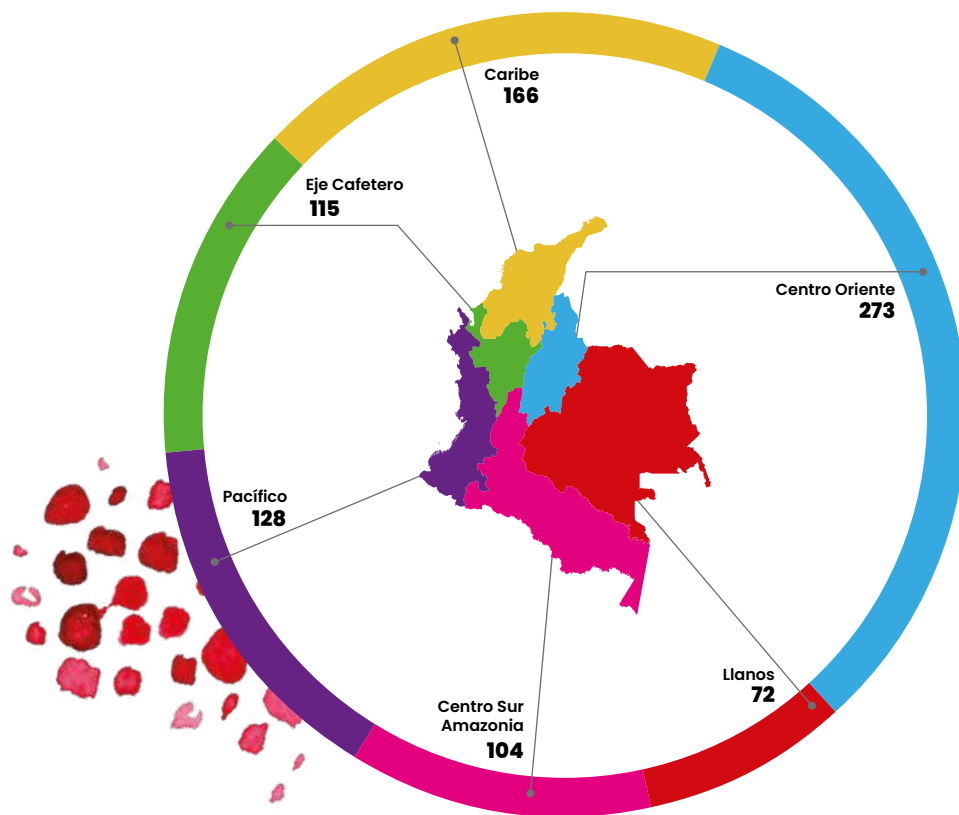 Caribe
166
Eje Cafetero
115
Centro Oriente
273
Pacífico
128
Llanos
72
Centro Sur
Amazonia
104